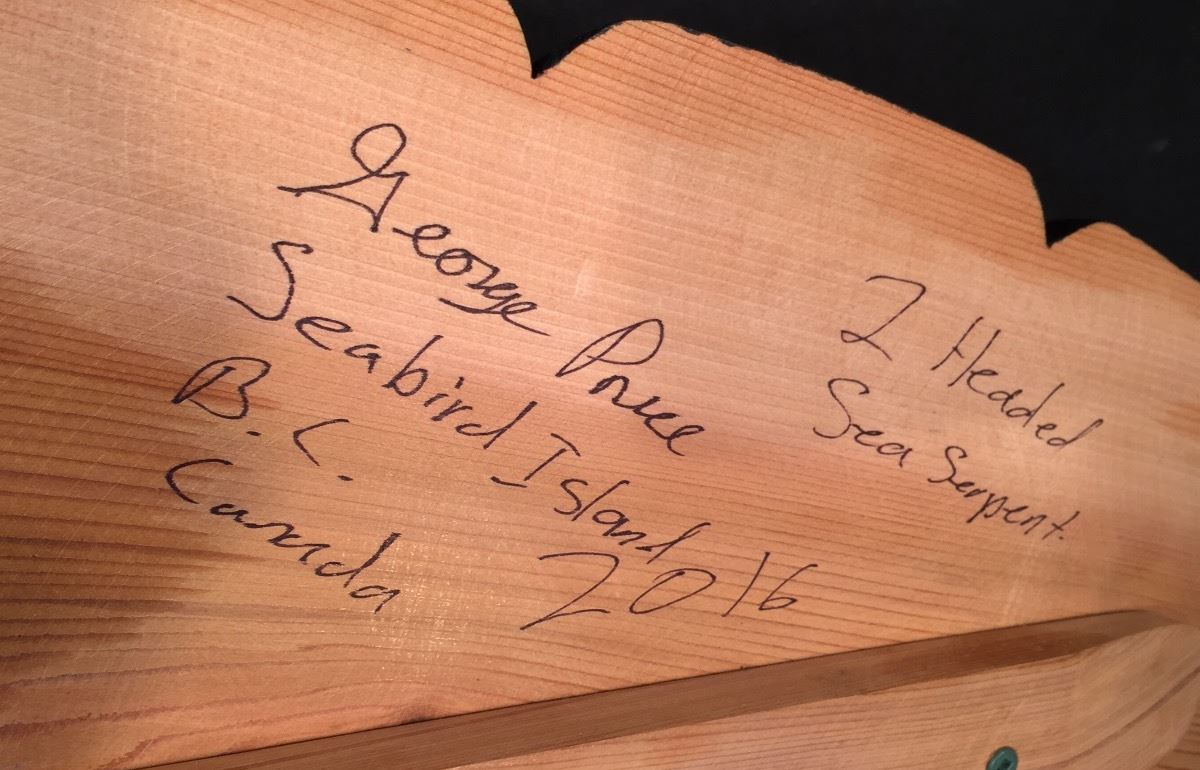 George Price
Seabird Island
B.C.
Canada 2016
2 Headed
Sea Serpent.